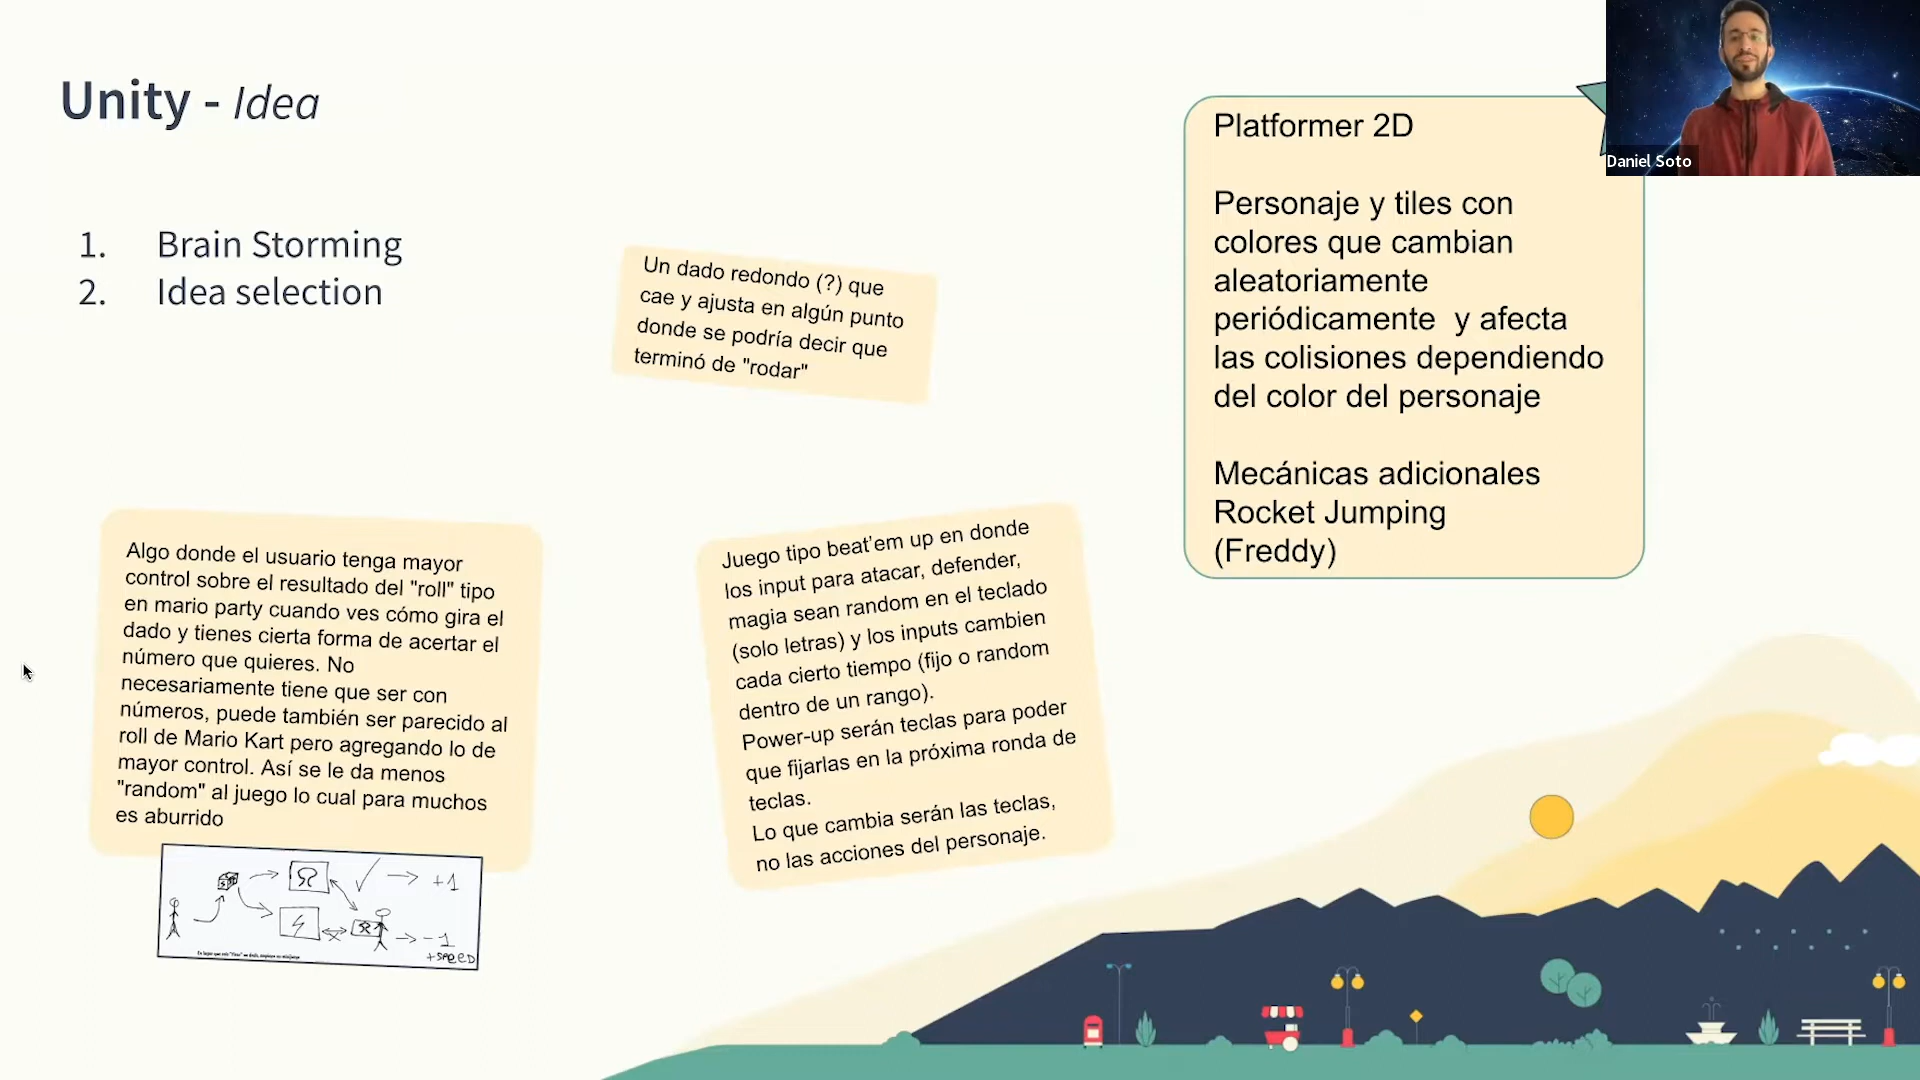 Unity - Idea
1. Brain Storming
2. Idea selection
Un dado redondo (?) que
cae y ajusta en algún punto
donde se podría decir que
terminó de "rodar"
Platformer 2D
Personaje y tiles con
colores que cambian
aleatoriamente
periódicamente y afecta
las colisiones dependiendo
del color del personaje
Mecánicas adicionales
Rocket Jumping
(Freddy)
Daniel Soto
Algo donde el usuario tenga mayor
control sobre el resultado del "roll" tipo
en mario party cuando ves cómo gira el
dado y tienes cierta forma de acertar el
número que quieres. No
necesariamente tiene que ser con
números, puede también ser parecido al
roll de Mario Kart pero agregando lo de
mayor control. Así se le da menos
"random" al juego lo cual para muchos
es aburrido
Juego tipo beat'em up en donde
los input para atacar, defender,
magia sean random en el teclado
(solo letras) y los inputs cambien
cada cierto tiempo (fijo o random
dentro de un rango).
Power-up serán teclas para poder
que fijarlas en la próxima ronda de
teclas.
Lo que cambia serán las teclas,
no las acciones del personaje.
+1
-1
+SPEED